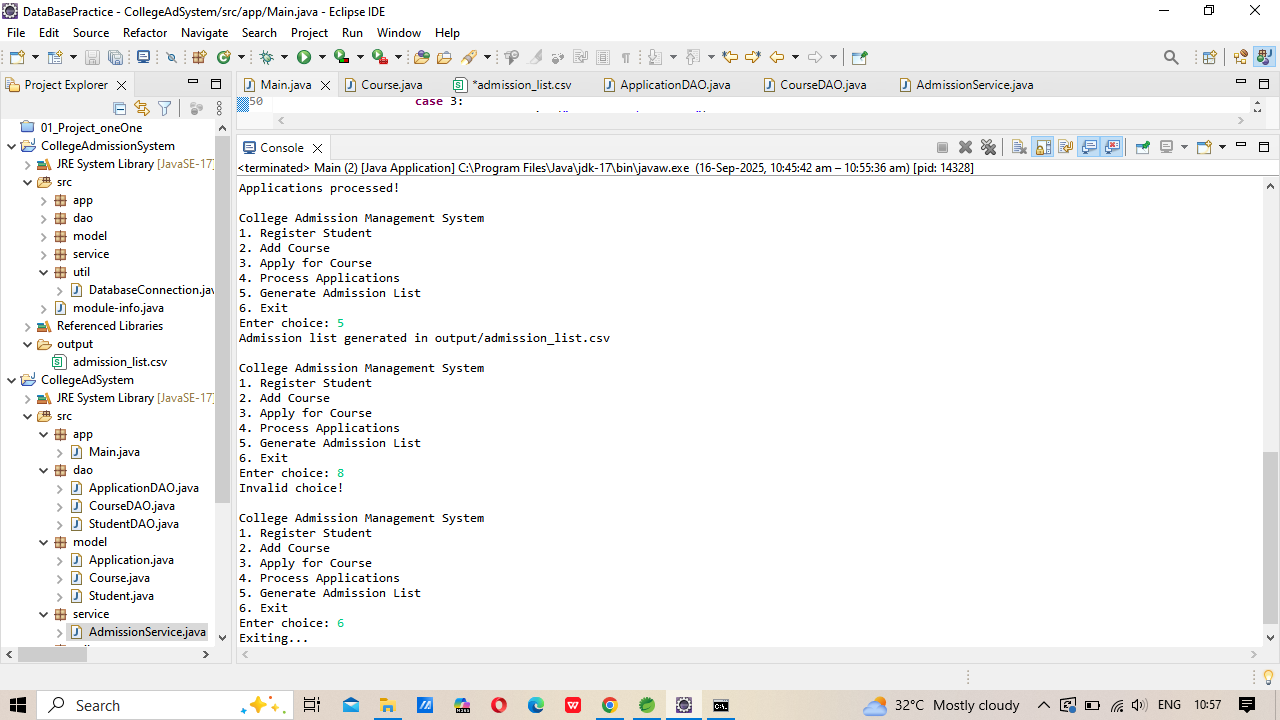 DataBasePractice - CollegeAdSystem/src/app/Main.java - Eclipse IDE
File Edit Source Refactor Navigate Search Project Run Window Help
Project Explorer
Main.java Course.java *admission_list.csv ApplicationDAO.java CourseDAO.java AdmissionService.java
50 case 3:
01_Project_oneOne
CollegeAdmissionSystem
JRE System Library [JavaSE-17]
src
app
dao
model
service
util
DatabaseConnection.jav
module-info.java
Referenced Libraries
output
admission_list.csv
CollegeAdSystem
JRE System Library [JavaSE-17]
src
app
Main.java
dao
ApplicationDAO.java
CourseDAO.java
StudentDAO.java
model
Application.java
Course.java
Student.java
service
AdmissionService.java
Console
<terminated> Main (2) [Java Application] C:\Program Files\Java\jdk-17\bin\javaw.exe (16-Sep-2025, 10:45:42 am – 10:55:36 am) [pid: 14328]
Applications processed!
College Admission Management System
1. Register Student
2. Add Course
3. Apply for Course
4. Process Applications
5. Generate Admission List
6. Exit
Enter choice: 5
Admission list generated in output/admission_list.csv
College Admission Management System
1. Register Student
2. Add Course
3. Apply for Course
4. Process Applications
5. Generate Admission List
6. Exit
Enter choice: 8
Invalid choice!
College Admission Management System
1. Register Student
2. Add Course
3. Apply for Course
4. Process Applications
5. Generate Admission List
6. Exit
Enter choice: 6
Exiting...
Search
32°C Mostly cloudy
ENG
10:57